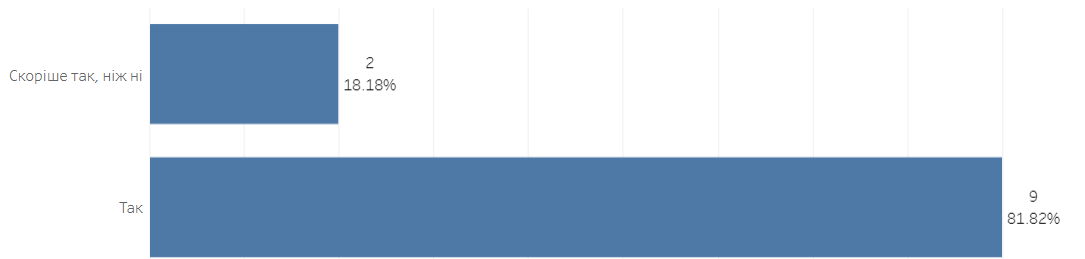 Скоріше так, ніж ні
2
18.18%
Так
9
81.82%